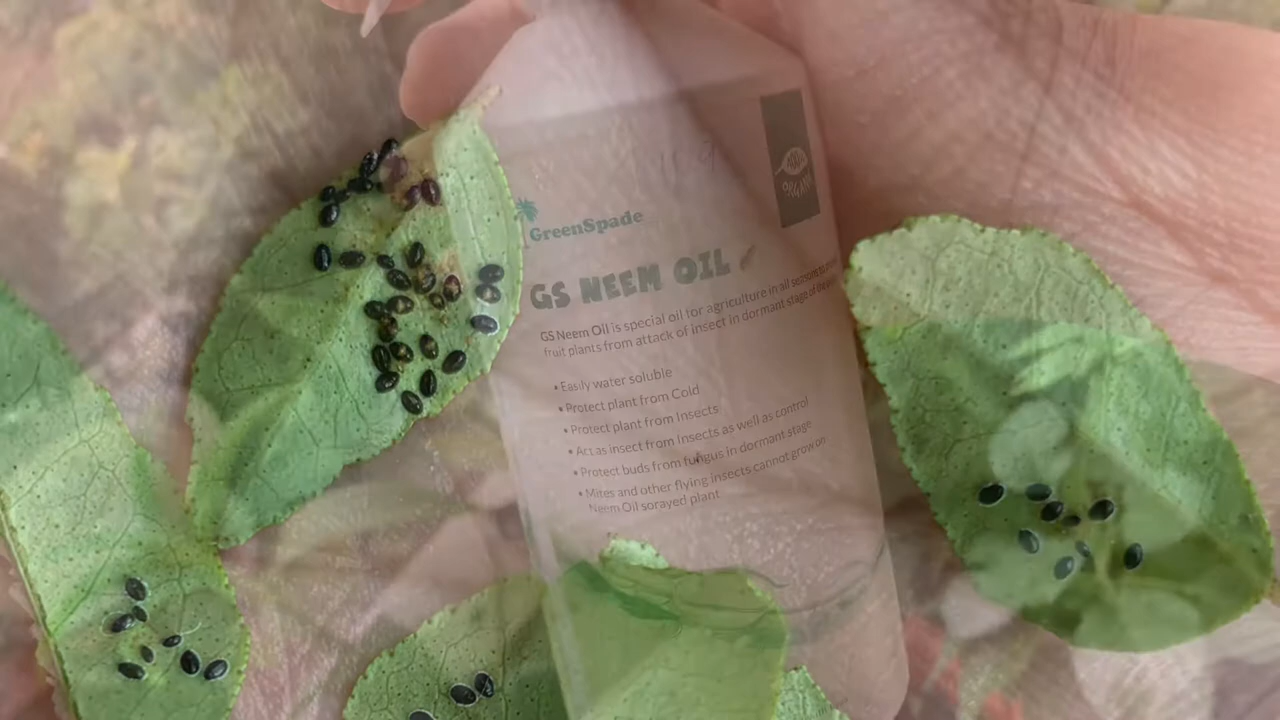 ORGANIC
GreenSpade
GS NEEM OIL
GS Neem Oil is special oil for agriculture in all seasons to
fruit plants from attack of insect in dormant stage of the
• Easily water soluble
• Protect plant from Cold
• Protect plant from Insects
• Act as insect from Insects as well as control
• Protect buds from fungus in dormant stage
• Mites and other flying insects cannot grow on
Neem Oil sprayed plant